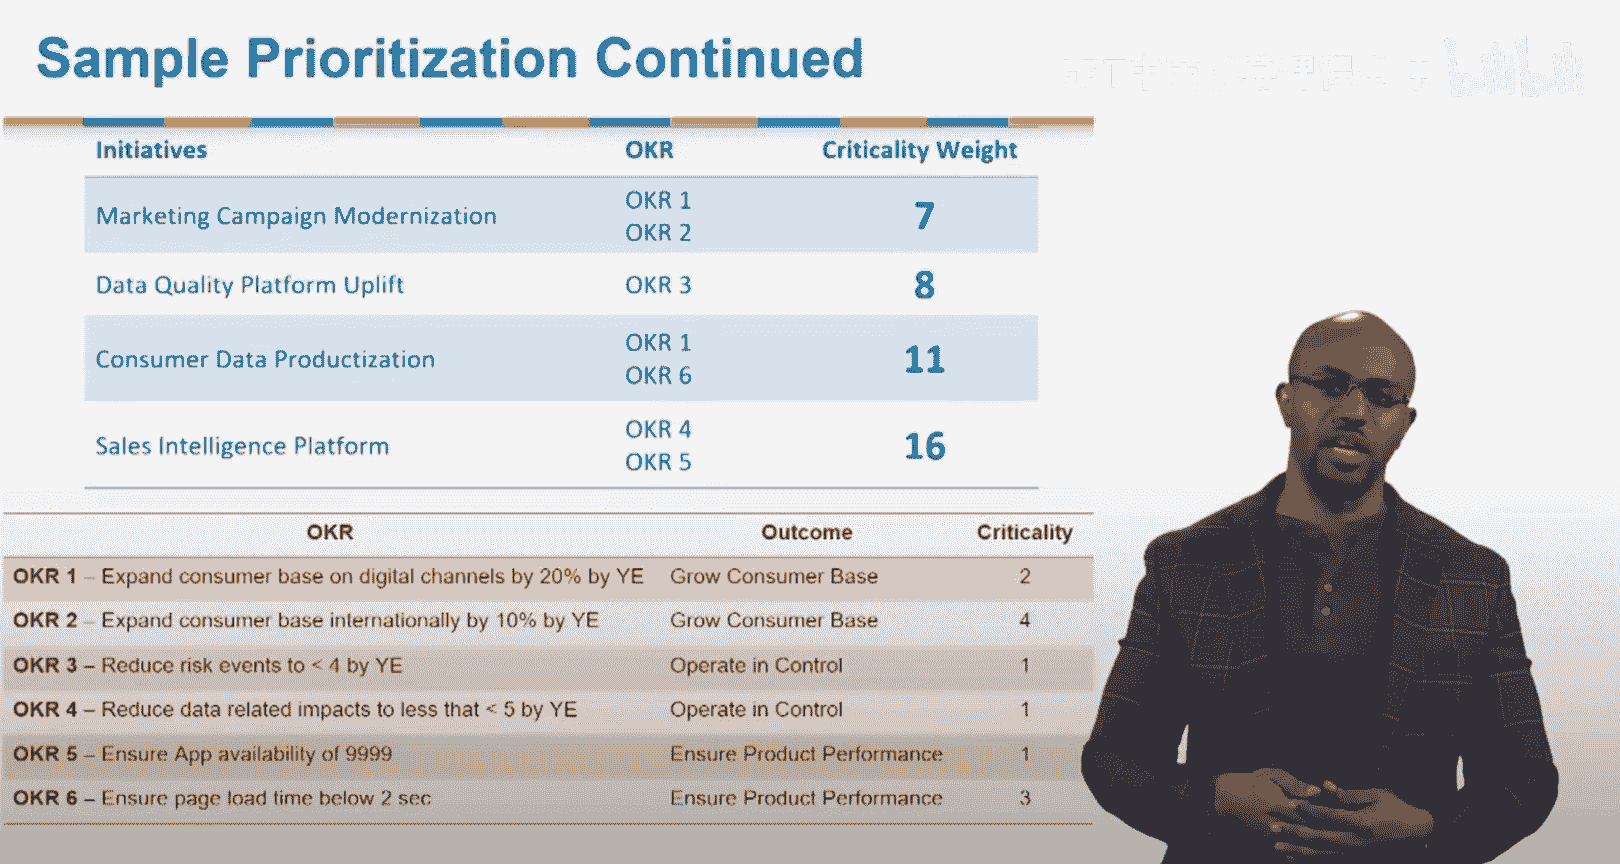 Sample Prioritization Continued
bilibili
Initiatives OKR Criticality Weight
Marketing Campaign Modernization OKR 1 OKR 2 7
Data Quality Platform Uplift OKR 3 8
Consumer Data Productization OKR 1 OKR 6 11
Sales Intelligence Platform OKR 4 OKR 5 16
OKR Outcome Criticality
OKR 1 – Expand consumer base on digital channels by 20% by YE Grow Consumer Base 2
OKR 2 – Expand consumer base internationally by 10% by YE Grow Consumer Base 4
OKR 3 – Reduce risk events to < 4 by YE Operate in Control 1
OKR 4 – Reduce data related impacts to less that < 5 by YE Operate in Control 1
OKR 5 – Ensure App availability of 9999 Ensure Product Performance 1
OKR 6 – Ensure page load time below 2 sec Ensure Product Performance 3